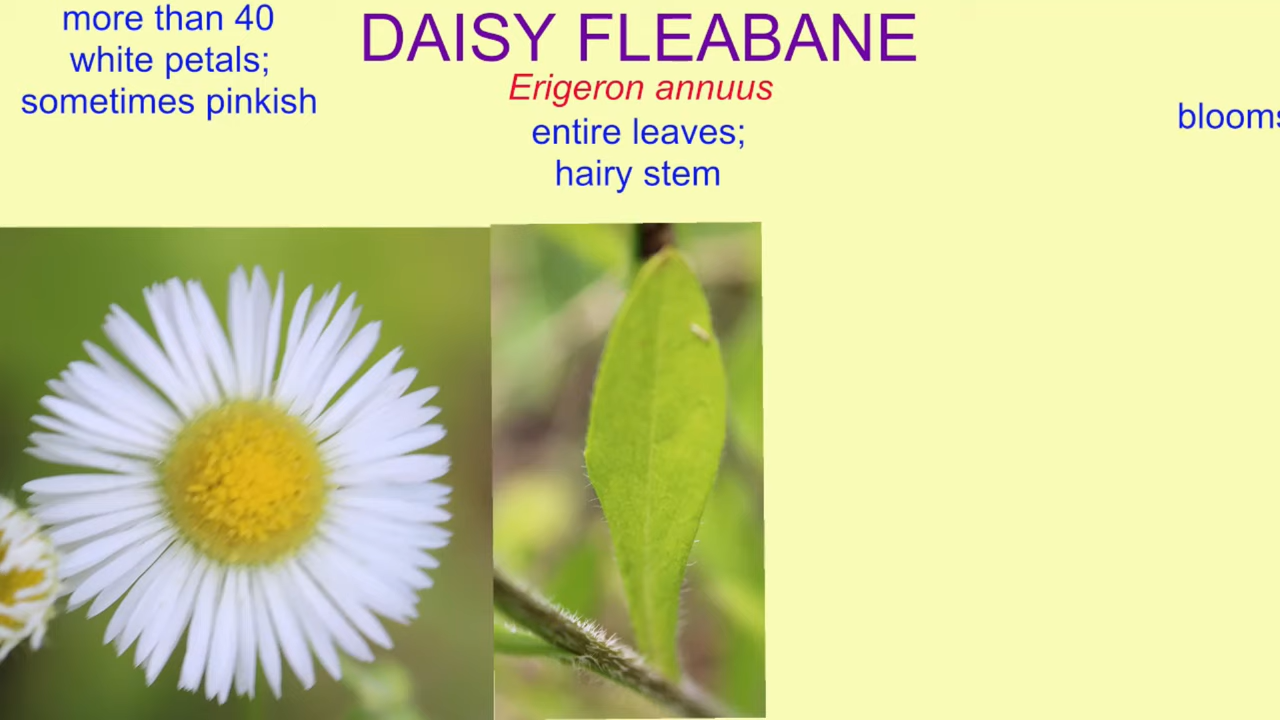 more than 40
white petals;
sometimes pinkish
DAISY FLEABANE
Erigeron annuus
entire leaves;
hairy stem
blooms